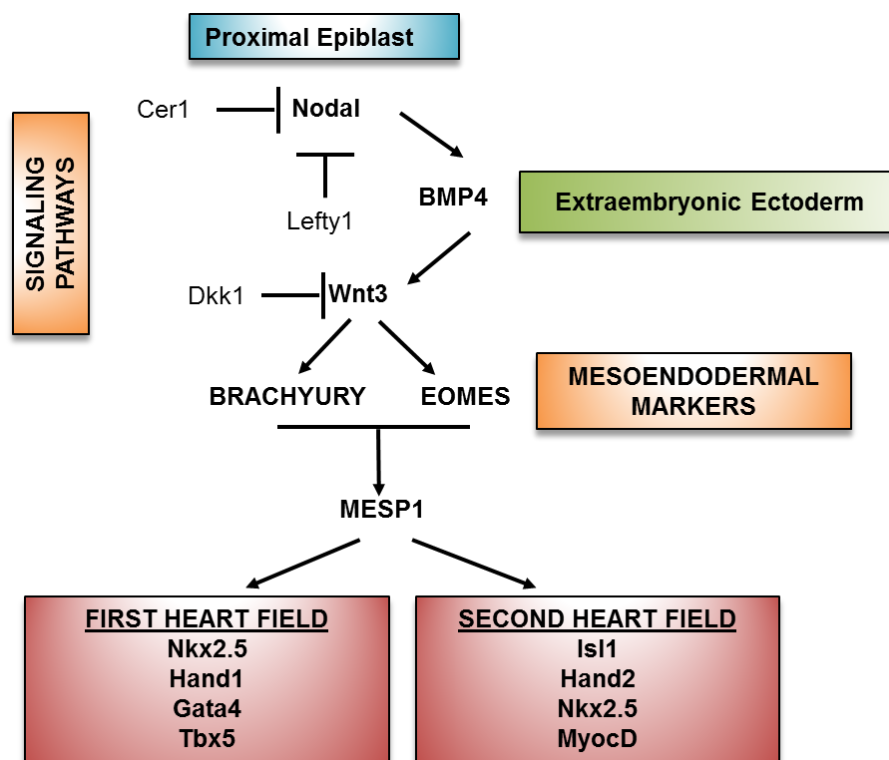 Proximal Epiblast
Cer1
Nodal
SIGNALING
PATHWAYS
BMP4
Extraembryonic Ectoderm
Lefty1
Dkk1
Wnt3
BRACHYURY
EOMES
MESOENDODERMAL
MARKERS
MESP1
FIRST HEART FIELD
Nkx2.5
Hand1
Gata4
Tbx5
SECOND HEART FIELD
Isl1
Hand2
Nkx2.5
MyocD